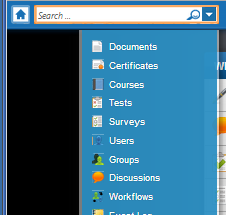 Search ...
Documents
Certificates
Courses
Tests
Surveys
Users
Groups
Discussions
Workflows